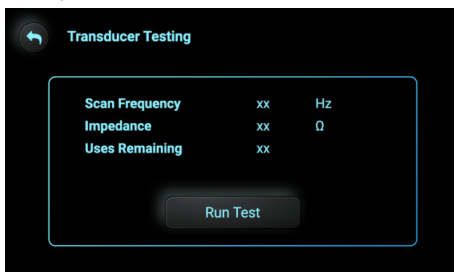 Transducer Testing
Scan Frequency xx Hz
Impedance xx Ω
Uses Remaining xx
Run Test